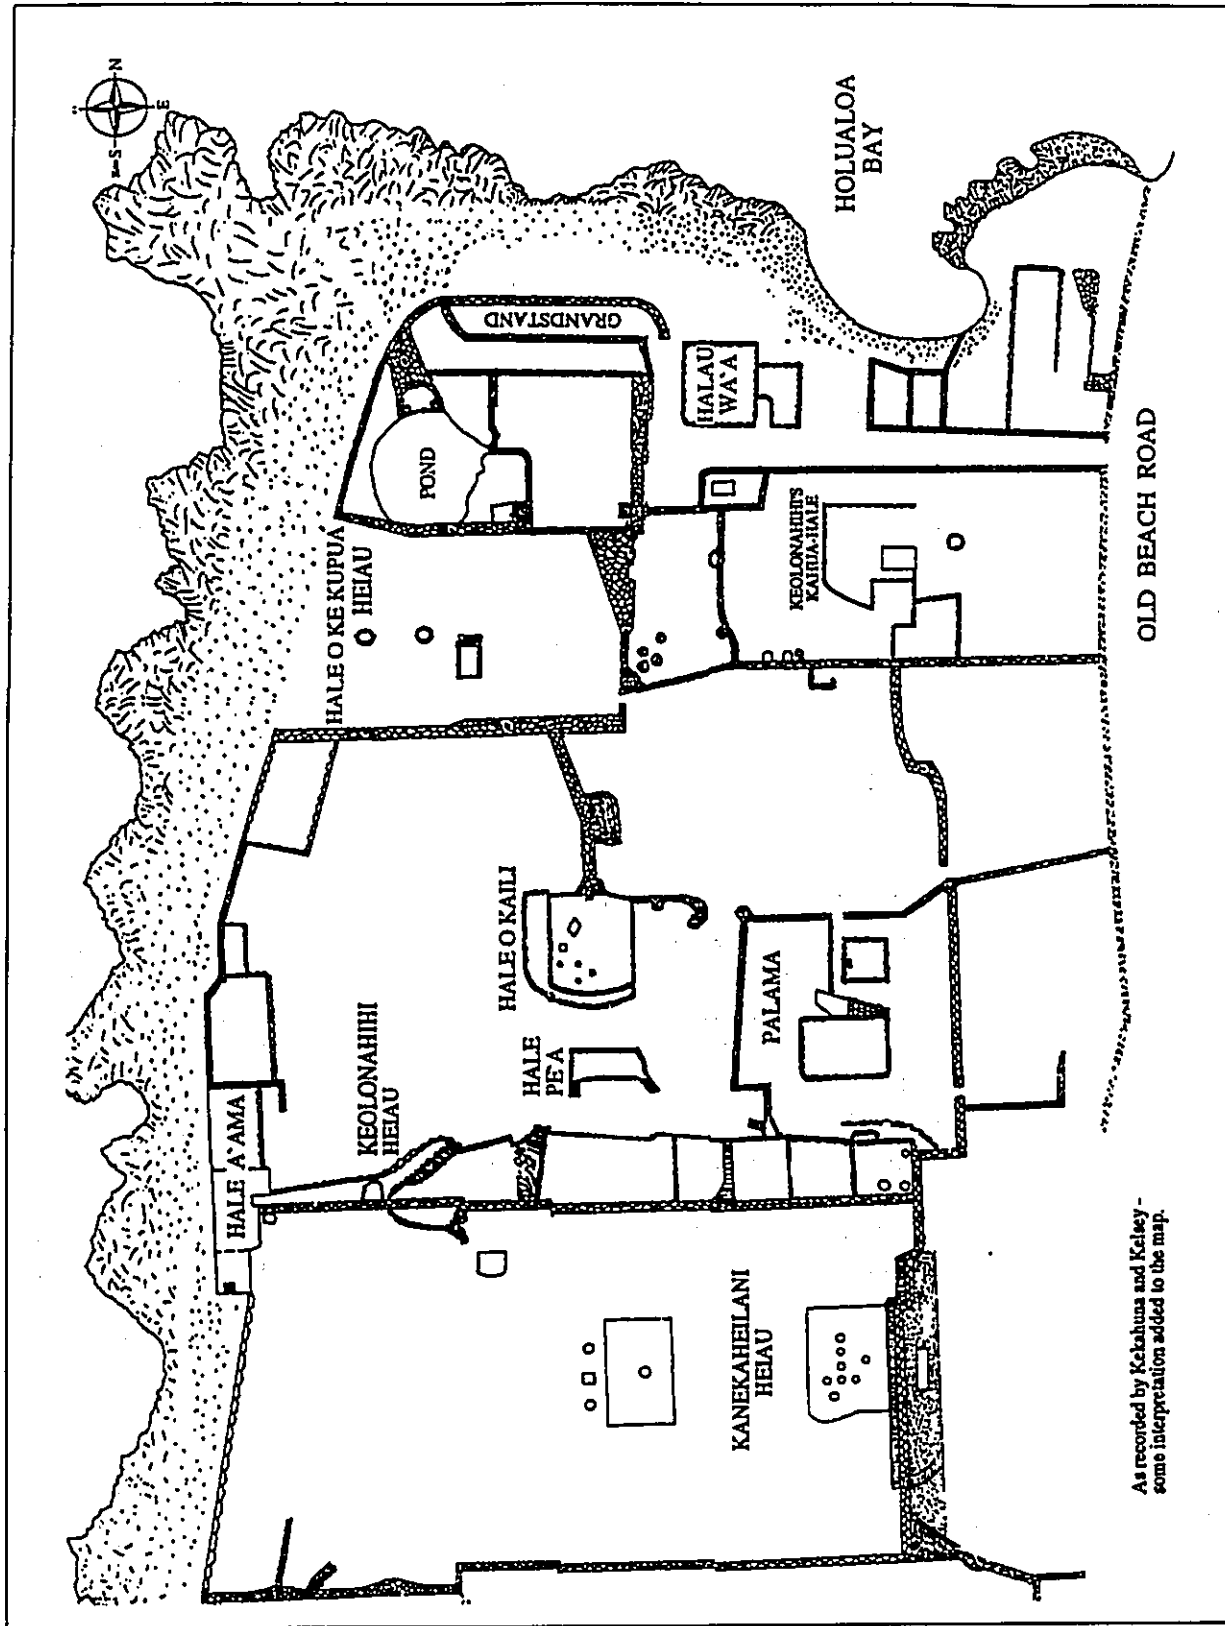 N
E
S
HOLUALOA
BAY
GRANDSTAND
POND
HALAU
WA'A
HALE O KE KUPUA
HEIAU
KEOLONAHIHI'S
KAHUA-HALE
OLD BEACH ROAD
HALE O KAILI
PALAMA
HALE
PE'A
KEOLONAHIHI
HEIAU
HALE A'AMA
KANEKAHEILANI
HEIAU
As recorded by Kekahuna and Kelsey -
some interpretation added to the map.